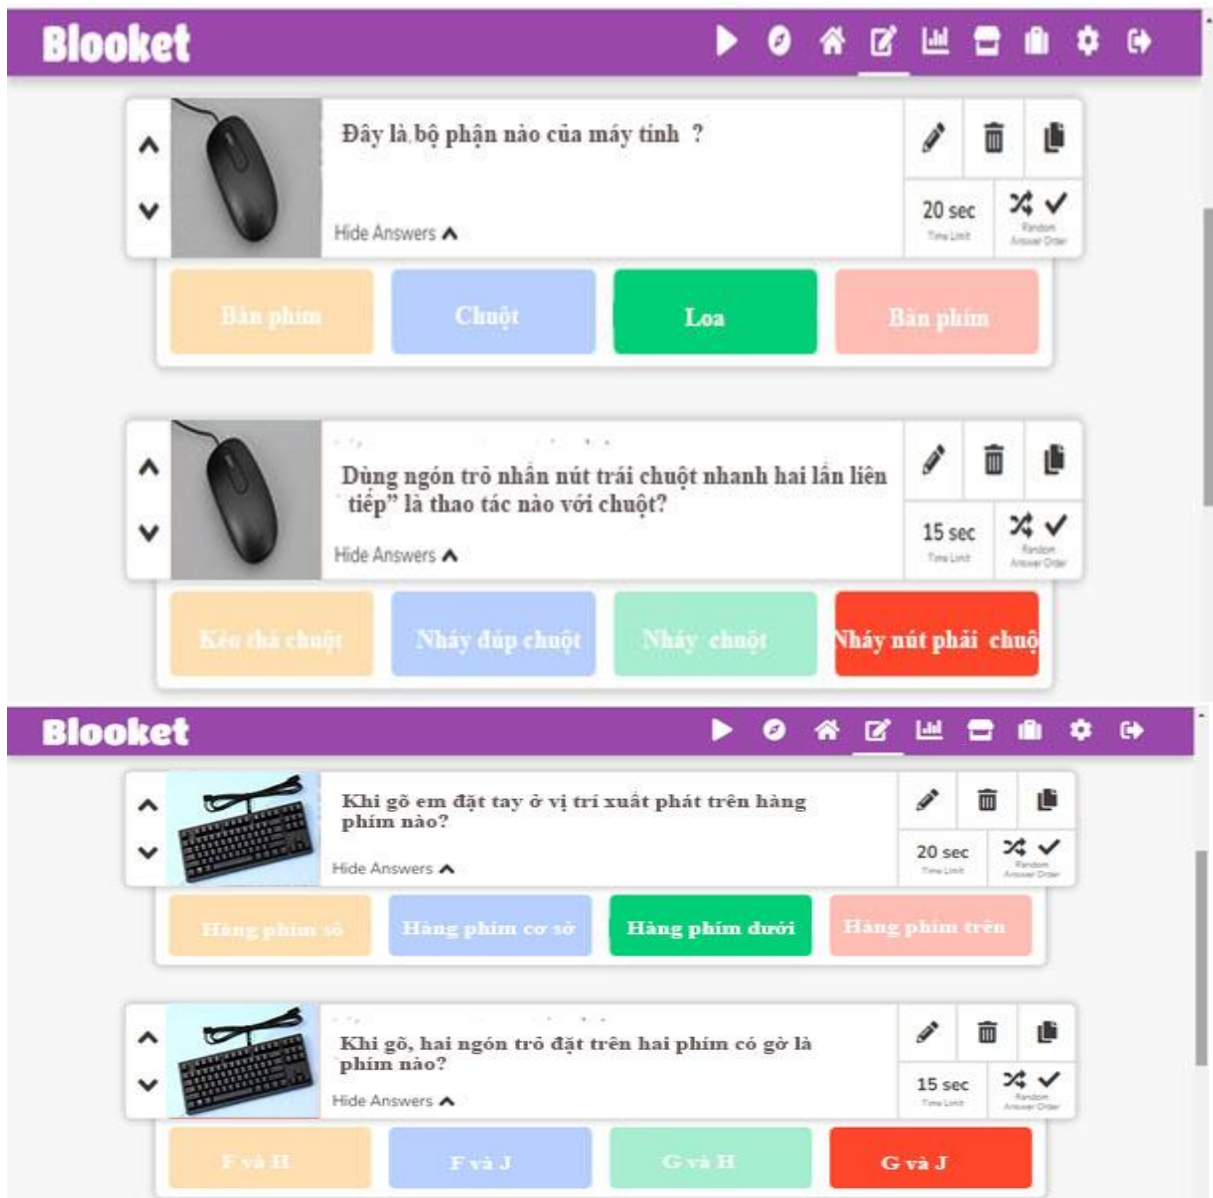 Blooket
Đây là bộ phận nào của máy tính ?
Hide Answers
20 sec
Time Limit
Random
Answer Order
Bàn phím
Chuột
Loa
Bàn phím
Dùng ngón trỏ nhấn nút trái chuột nhanh hai lần liên
tiếp” là thao tác nào với chuột?
Hide Answers
15 sec
Time Limit
Random
Answer Order
Kéo thả chuột
Nháy đúp chuột
Nháy chuột
Nháy nút phải chuộ
Blooket
Khi gõ em đặt tay ở vị trí xuất phát trên hàng
phím nào?
Hide Answers
20 sec
Time Limit
Random
Answer Order
Hàng phím số
Hàng phím cơ sở
Hàng phím dưới
Hàng phím trên
Khi gõ, hai ngón trỏ đặt trên hai phím có gờ là
phím nào?
Hide Answers
15 sec
Time Limit
Random
Answer Order
F và H
F và J
G và H
G và J